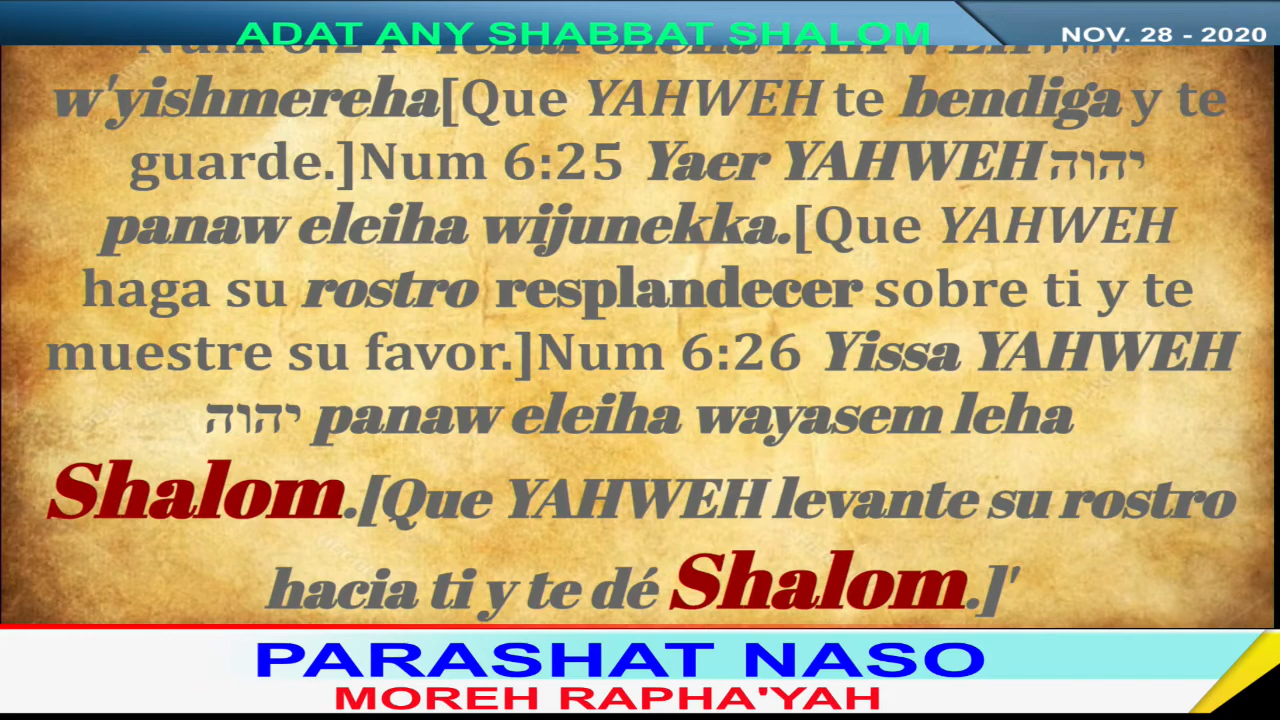 ADAT ANY SHABBAT SHALOM
NOV. 28 - 2020
w'yishmereha[Que YAHWEH te bendiga y te
guarde.]Num 6:25 Yaer YAHWEH יהוה
panaw eleiha wijunekka.[Que YAHWEH
haga su rostro resplandecer sobre ti y te
muestre su favor.]Num 6:26 Yissa YAHWEH
יהוה panaw eleiha wayasem leha
Shalom.[Que YAHWEH levante su rostro
hacia ti y te dé Shalom.]'
PARASHAT NASO
MOREH RAPHA'YAH